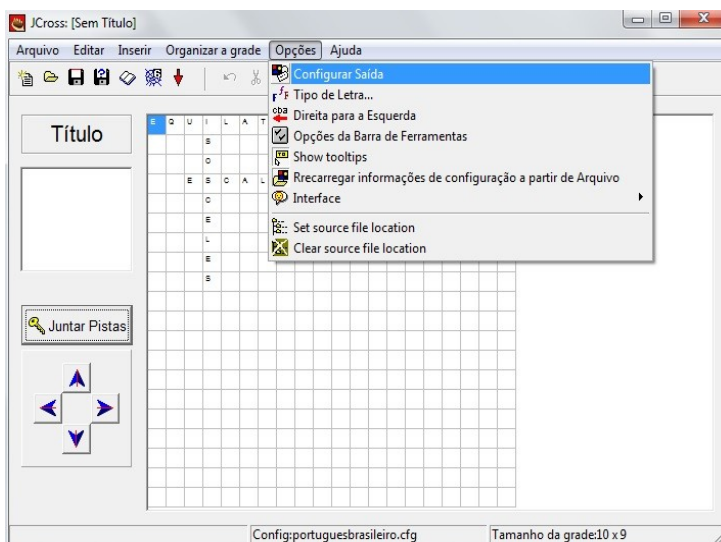 JCross: [Sem Título]
Arquivo Editar Inserir Organizar a grade Opções Ajuda
Configurar Saída
Tipo de Letra...
Direita para a Esquerda
Opções da Barra de Ferramentas
Show tooltips
Rrecarregar informações de configuração a partir de Arquivo
Interface
Set source file location
Clear source file location
Título
E Q U I L A T
S
O
E S C A L
C
E
L
E
S
Juntar Pistas
Config:portuguesbrasileiro.cfg
Tamanho da grade:10 x 9